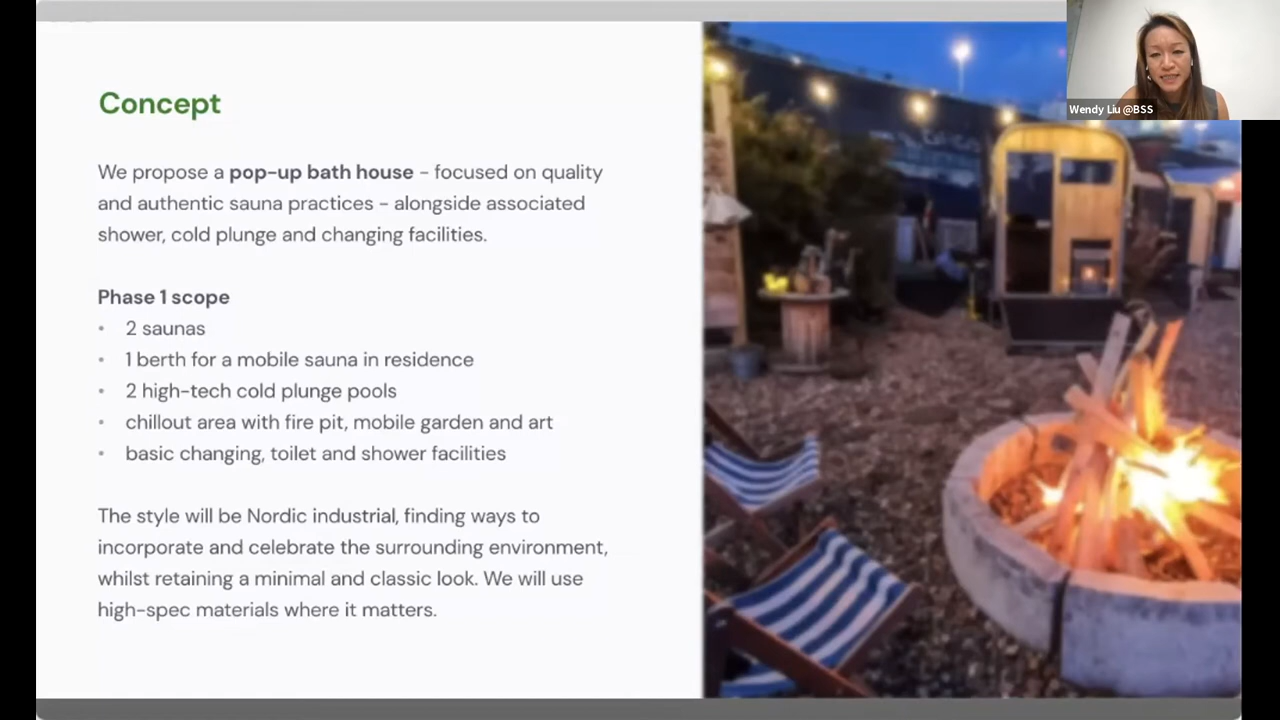 Concept
We propose a pop-up bath house - focused on quality
and authentic sauna practices - alongside associated
shower, cold plunge and changing facilities.
Phase 1 scope
• 2 saunas
• 1 berth for a mobile sauna in residence
• 2 high-tech cold plunge pools
• chillout area with fire pit, mobile garden and art
• basic changing, toilet and shower facilities
The style will be Nordic industrial, finding ways to
incorporate and celebrate the surrounding environment,
whilst retaining a minimal and classic look. We will use
high-spec materials where it matters.
Wendy Liu @BSS